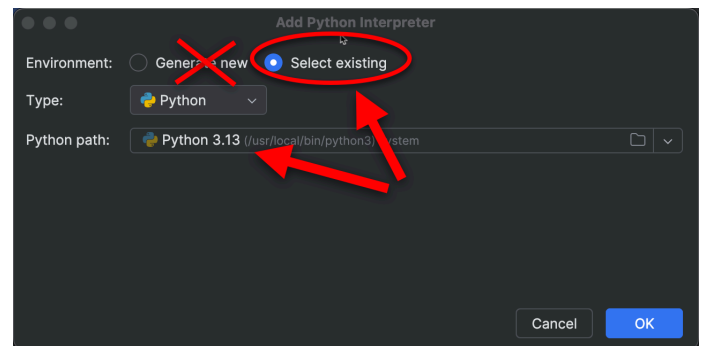 Add Python Interpreter
Environment: Generate new Select existing
Type: Python
Python path: Python 3.13 (/usr/local/bin/python3) system
Cancel OK